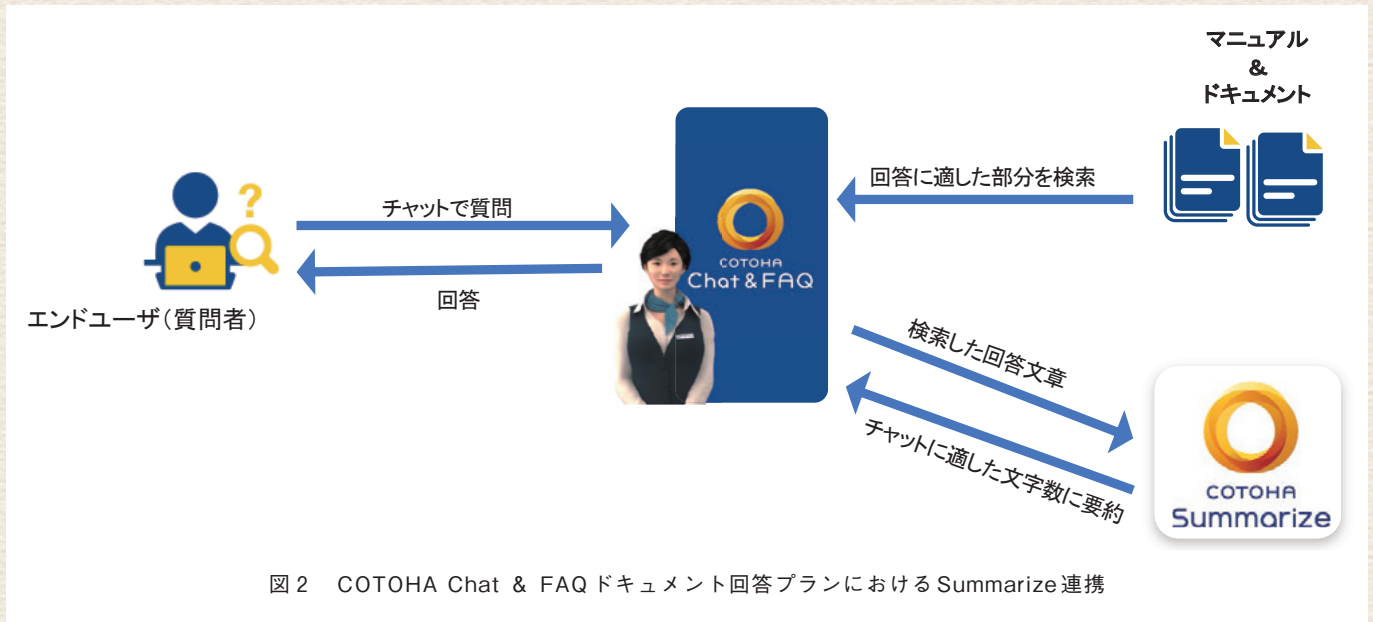 マニュアル
&
ドキュメント
回答に適した部分を検索
チャットで質問
?
COTOHA
Chat & FAQ
回答
エンドユーザ（質問者）
検索した回答文章
チャットに適した文字数に要約
COTOHA
Summarize
図2 COTOHA Chat & FAQ ドキュメント回答プランにおけるSummarize連携